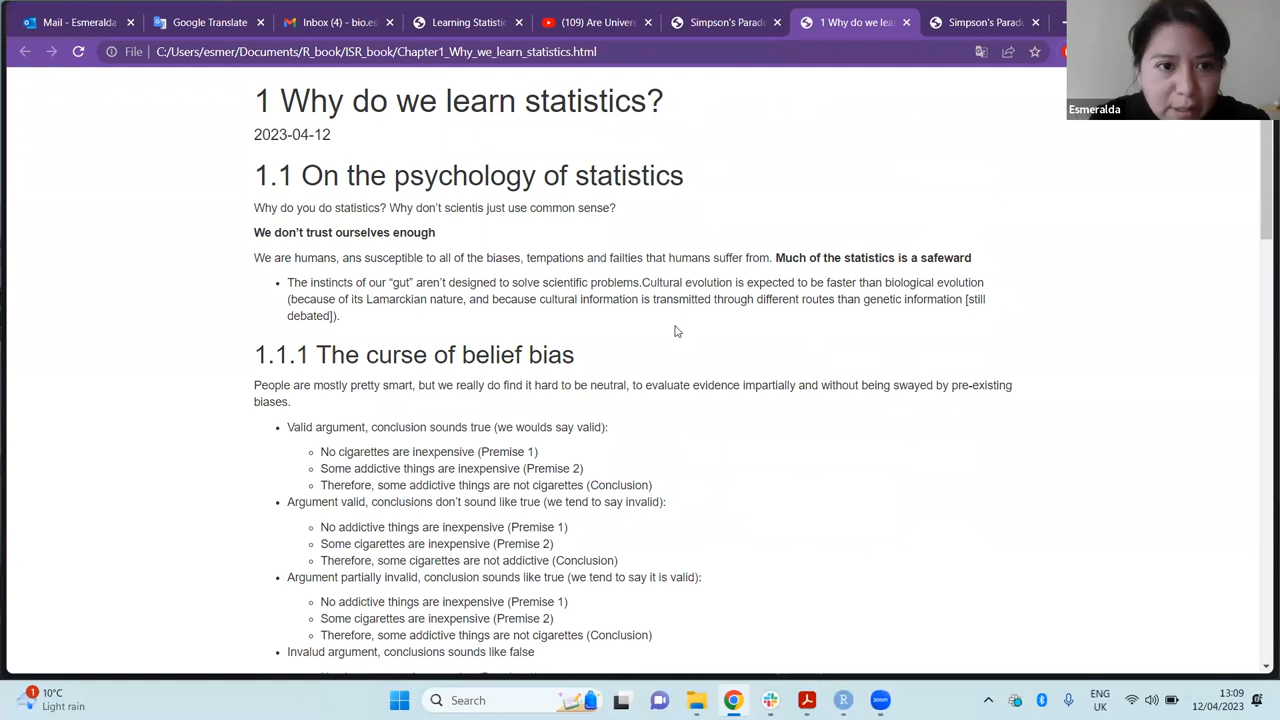 Mail - Esmeralda
Google Translate
Inbox (4) - bio.es
Learning Statistic
(109) Are Univer
Simpson's Parad
1 Why do we lea
Simpson's Parad
File
C:/Users/esmer/Documents/R_book/ISR_book/Chapter1_Why_we_learn_statistics.html
Esmeralda
1 Why do we learn statistics?
2023-04-12
1.1 On the psychology of statistics
Why do you do statistics? Why don't scientis just use common sense?
We don't trust ourselves enough
We are humans, ans susceptible to all of the biases, tempations and failties that humans suffer from. Much of the statistics is a safeward
• The instincts of our “gut” aren't designed to solve scientific problems.Cultural evolution is expected to be faster than biological evolution
(because of its Lamarckian nature, and because cultural information is transmitted through different routes than genetic information [still
debated]).
1.1.1 The curse of belief bias
People are mostly pretty smart, but we really do find it hard to be neutral, to evaluate evidence impartially and without being swayed by pre-existing
biases.
• Valid argument, conclusion sounds true (we woulds say valid):
◦ No cigarettes are inexpensive (Premise 1)
◦ Some addictive things are inexpensive (Premise 2)
◦ Therefore, some addictive things are not cigarettes (Conclusion)
• Argument valid, conclusions don't sound like true (we tend to say invalid):
◦ No addictive things are inexpensive (Premise 1)
◦ Some cigarettes are inexpensive (Premise 2)
◦ Therefore, some cigarettes are not addictive (Conclusion)
• Argument partially invalid, conclusion sounds like true (we tend to say it is valid):
◦ No addictive things are inexpensive (Premise 1)
◦ Some cigarettes are inexpensive (Premise 2)
◦ Therefore, some addictive things are not cigarettes (Conclusion)
• Invalud argument, conclusions sounds like false
1
10°C
Light rain
Search
ENG
UK
13:09
12/04/2023